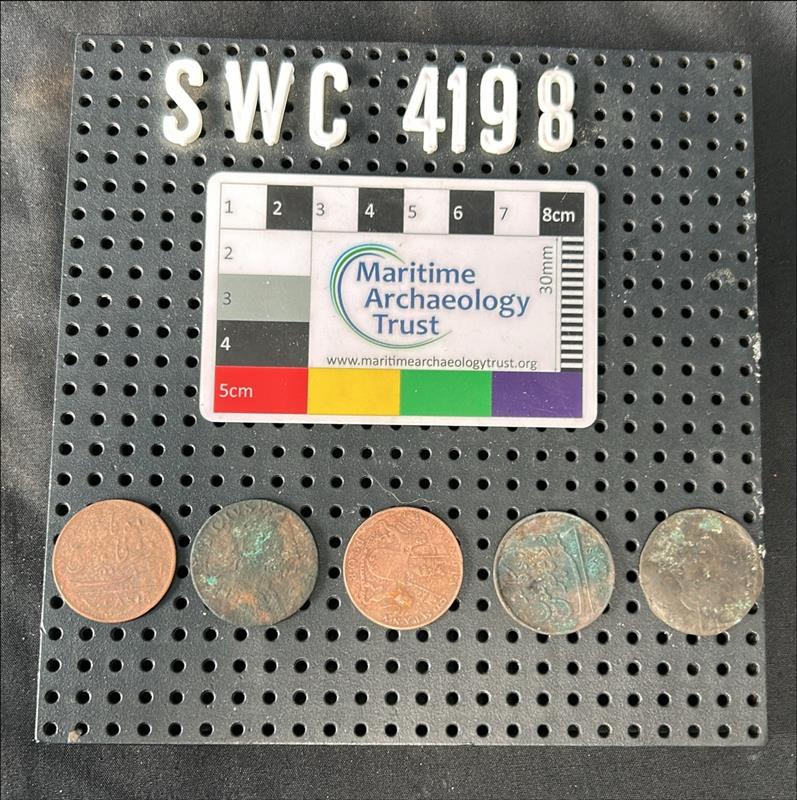 SWC 4198
1 2 3 4 5 6 7 8cm
2
3
4
5cm
30mm
Maritime
Archaeology
Trust
www.maritimearchaeologytrust.org